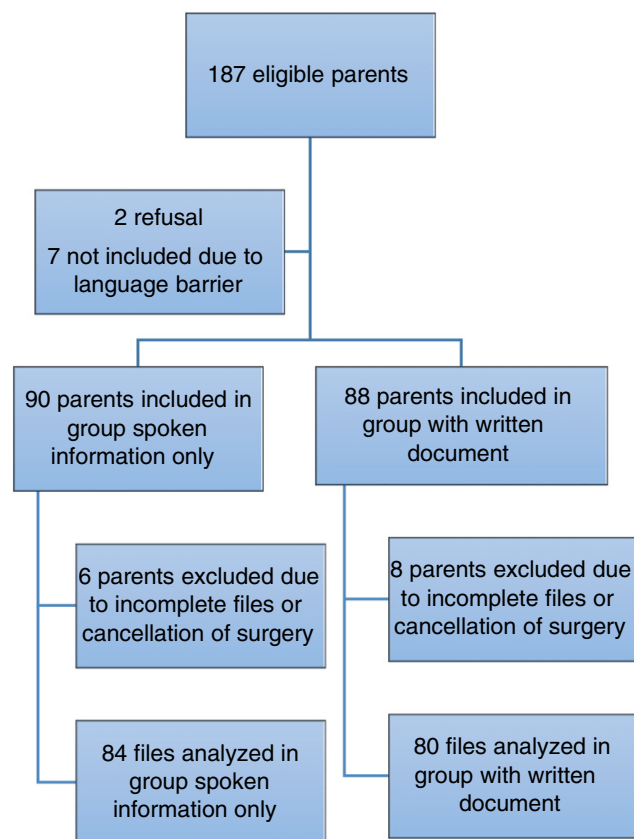 187 eligible parents
2 refusal
7 not included due to
language barrier
90 parents included in
group spoken
information only
88 parents included in
group with written
document
6 parents excluded due
to incomplete files or
cancellation of surgery
8 parents excluded due
to incomplete files or
cancellation of surgery
84 files analyzed in
group spoken
information only
80 files analyzed in
group with written
document